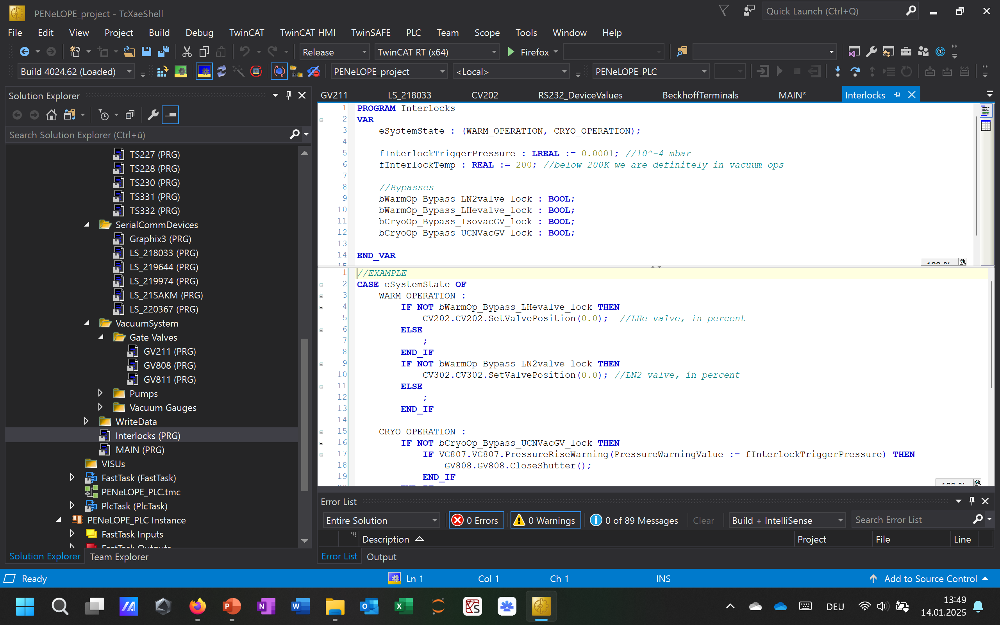 PENeLOPE_project - TcXaeShell
Quick Launch (Ctrl+Q)
File Edit View Project Build Debug TwinCAT TwinCAT HMI TwinSAFE PLC Team Scope Tools Window Help
Release TwinCAT RT (x64) Firefox
Build 4024.62 (Loaded) PENeLOPE_project <Local> PENeLOPE_PLC
Solution Explorer
Search Solution Explorer (Ctrl+ü)
TS227 (PRG)
TS228 (PRG)
TS230 (PRG)
TS331 (PRG)
TS332 (PRG)
SerialCommDevices
Graphix3 (PRG)
LS_218033 (PRG)
LS_219644 (PRG)
LS_219974 (PRG)
LS_21SAKM (PRG)
LS_220367 (PRG)
VacuumSystem
Gate Valves
GV211 (PRG)
GV808 (PRG)
GV811 (PRG)
Pumps
Vacuum Gauges
WriteData
Interlocks (PRG)
MAIN (PRG)
VISUs
FastTask (FastTask)
PENeLOPE_PLC.tmc
PlcTask (PlcTask)
PENeLOPE_PLC Instance
FastTask Inputs
FastTask Outputs
Solution Explorer Team Explorer
GV211 LS_218033 CV202 RS232_DeviceValues BeckhoffTerminals MAIN* Interlocks
1 PROGRAM Interlocks
2 VAR
3 eSystemState : (WARM_OPERATION, CRYO_OPERATION);
4
5 fInterlockTriggerPressure : LREAL := 0.0001; //10^-4 mbar
6 fInterlockTemp : REAL := 200; //below 200K we are definitely in vacuum ops
7
8 //Bypasses
9 bWarmOp_Bypass_LN2valve_lock : BOOL;
10 bWarmOp_Bypass_LHevalve_lock : BOOL;
11 bCryoOp_Bypass_IsovacGV_lock : BOOL;
12 bCryoOp_Bypass_UCNVacGV_lock : BOOL;
13
14 END_VAR
15
1 //EXAMPLE
2 CASE eSystemState OF
3 WARM_OPERATION :
4 IF NOT bWarmOp_Bypass_LHevalve_lock THEN
5 CV202.CV202.SetValvePosition(0.0); //LHe valve, in percent
6 ELSE
7 ;
8 END_IF
9 IF NOT bWarmOp_Bypass_LN2valve_lock THEN
10 CV302.CV302.SetValvePosition(0.0); //LN2 valve, in percent
11 ELSE
12 ;
13 END_IF
14
15 CRYO_OPERATION :
16 IF NOT bCryoOp_Bypass_UCNVacGV_lock THEN
17 IF VG807.VG807.PressureRiseWarning(PressureWarningValue := fInterlockTriggerPressure) THEN
18 GV808.GV808.CloseShutter();
19 END_IF
Error List
Entire Solution 0 Errors 0 Warnings 0 of 89 Messages Clear Build + IntelliSense Search Error List
Description Project File Line
Error List Output
Ready Ln 1 Col 1 Ch 1 INS Add to Source Control
DEU 13:49
14.01.2025